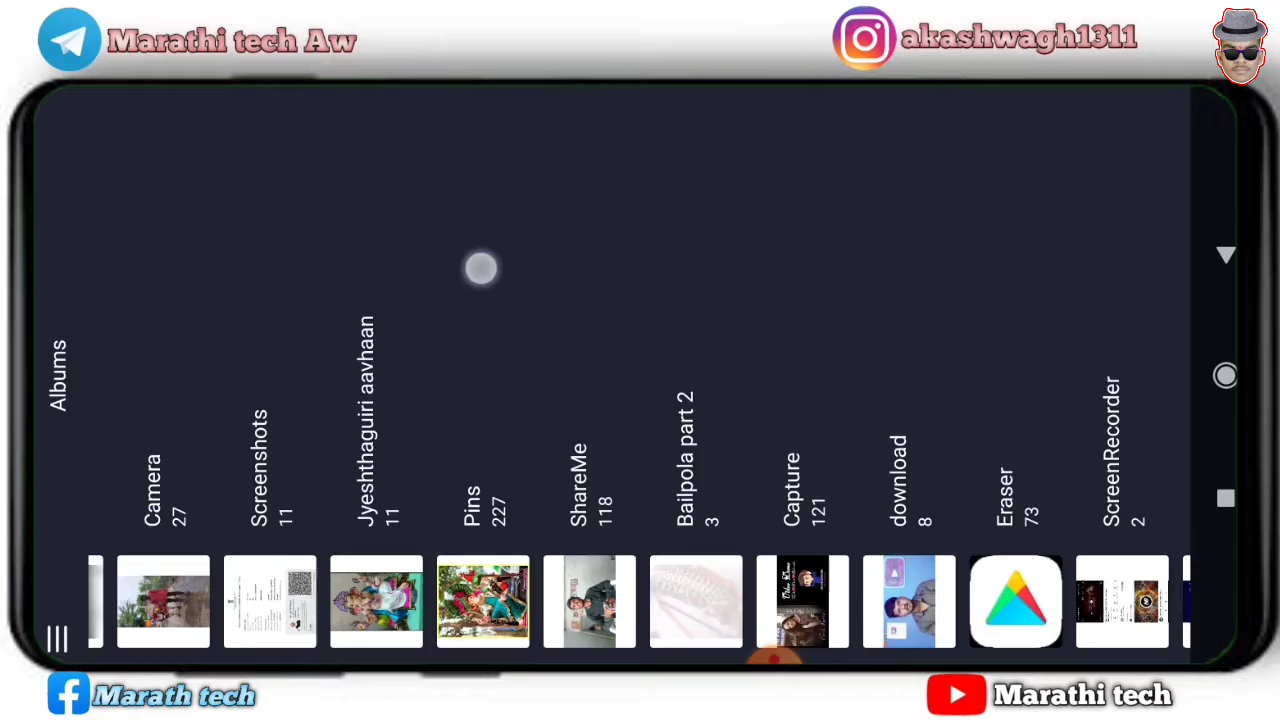 Marathi tech Aw
akashwagh1311
Albums
Camera
27
Screenshots
11
Jyeshthaguiri aavhaan
11
Pins
227
ShareMe
118
Bailpola part 2
3
Capture
121
download
8
Eraser
73
ScreenRecorder
2
Marath tech
Marathi tech